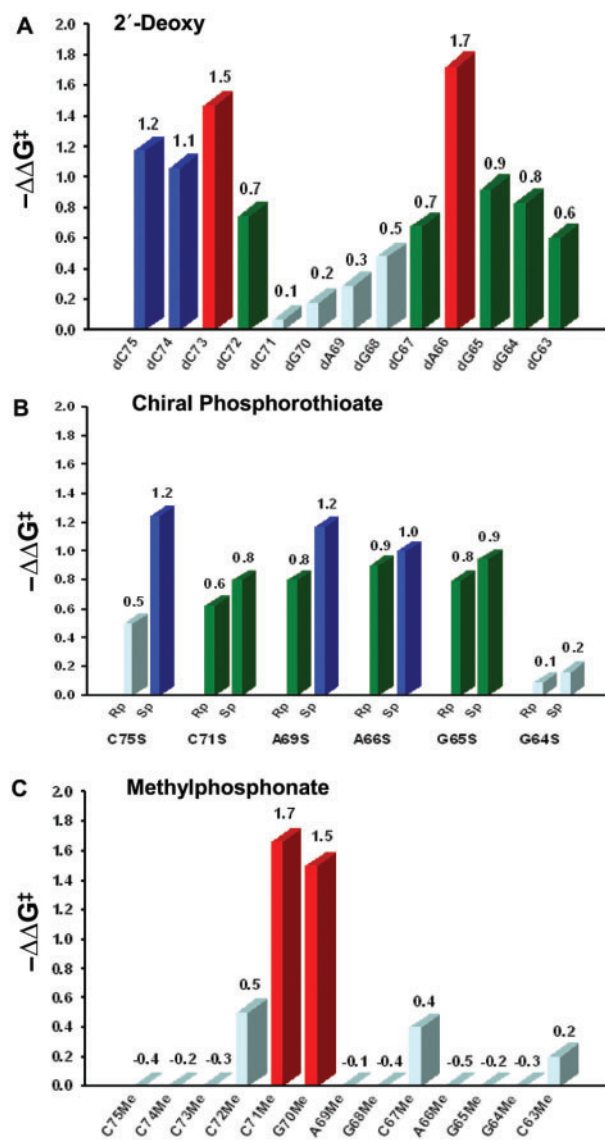 A 2′-Deoxy
−ΔΔG‡
2.0
1.8
1.6
1.4
1.2
1.0
0.8
0.6
0.4
0.2
0.0
1.2 1.1 1.5 0.7 0.1 0.2 0.3 0.5 0.7 1.7 0.9 0.8 0.6
dC75 dC74 dC73 dC72 dC71 dG70 dA69 dG68 dC67 dA66 dG65 dG64 dC63
B Chiral Phosphorothioate
−ΔΔG‡
2.0
1.8
1.6
1.4
1.2
1.0
0.8
0.6
0.4
0.2
0.0
0.5 1.2 0.6 0.8 0.8 1.2 0.9 1.0 0.8 0.9 0.1 0.2
Rp Sp Rp Sp Rp Sp Rp Sp Rp Sp Rp Sp
C75S C71S A69S A66S G65S G64S
C Methylphosphonate
−ΔΔG‡
2.0
1.8
1.6
1.4
1.2
1.0
0.8
0.6
0.4
0.2
0.0
-0.4 -0.2 -0.3 0.5 1.7 1.5 -0.1 -0.4 0.4 -0.5 -0.2 -0.3 0.2
C75Me C74Me C73Me C72Me C71Me G70Me A69Me G68Me C67Me A66Me G65Me G64Me C63Me